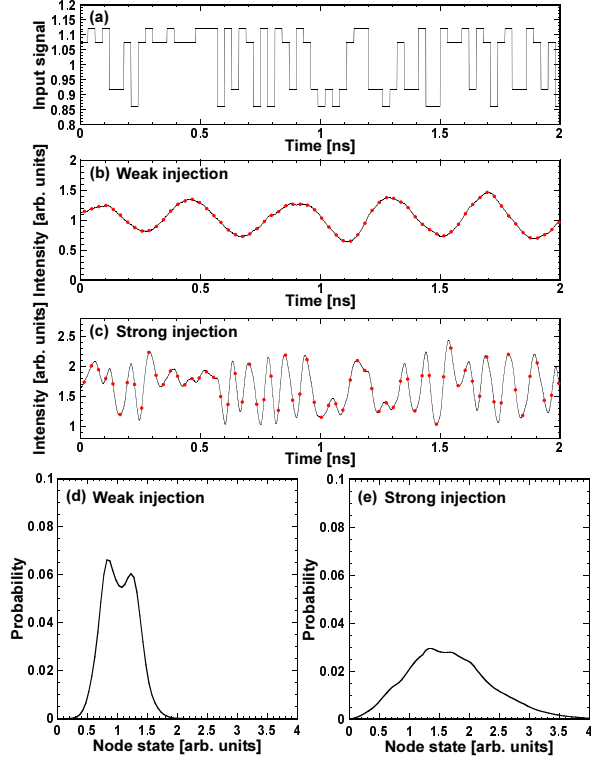 (a)
1.2
1.15
1.1
1.05
1
0.95
0.9
0.85
0.8
Input signal
0
0.5
1
1.5
2
Time [ns]
(b) Weak injection
2
1.5
1
0.5
0
Intensity [arb. units]
0
0.5
1
1.5
2
Time [ns]
(c) Strong injection
2.5
2
1.5
1
Intensity [arb. units]
0
0.5
1
1.5
2
Time [ns]
(d) Weak injection
0.1
0.08
0.06
0.04
0.02
0
Probability
0 0.5 1 1.5 2 2.5 3 3.5 4
Node state [arb. units]
(e) Strong injection
0.1
0.08
0.06
0.04
0.02
0
Probability
0 0.5 1 1.5 2 2.5 3 3.5 4
Node state [arb. units]